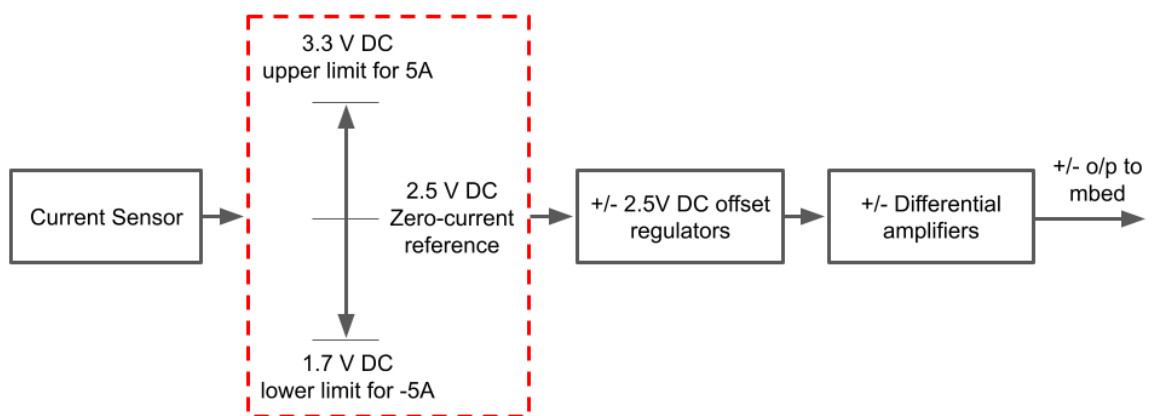 Current Sensor
3.3 V DC
upper limit for 5A
2.5 V DC
Zero-current
reference
1.7 V DC
lower limit for -5A
+/- 2.5V DC offset
regulators
+/- Differential
amplifiers
+/- o/p to
mbed